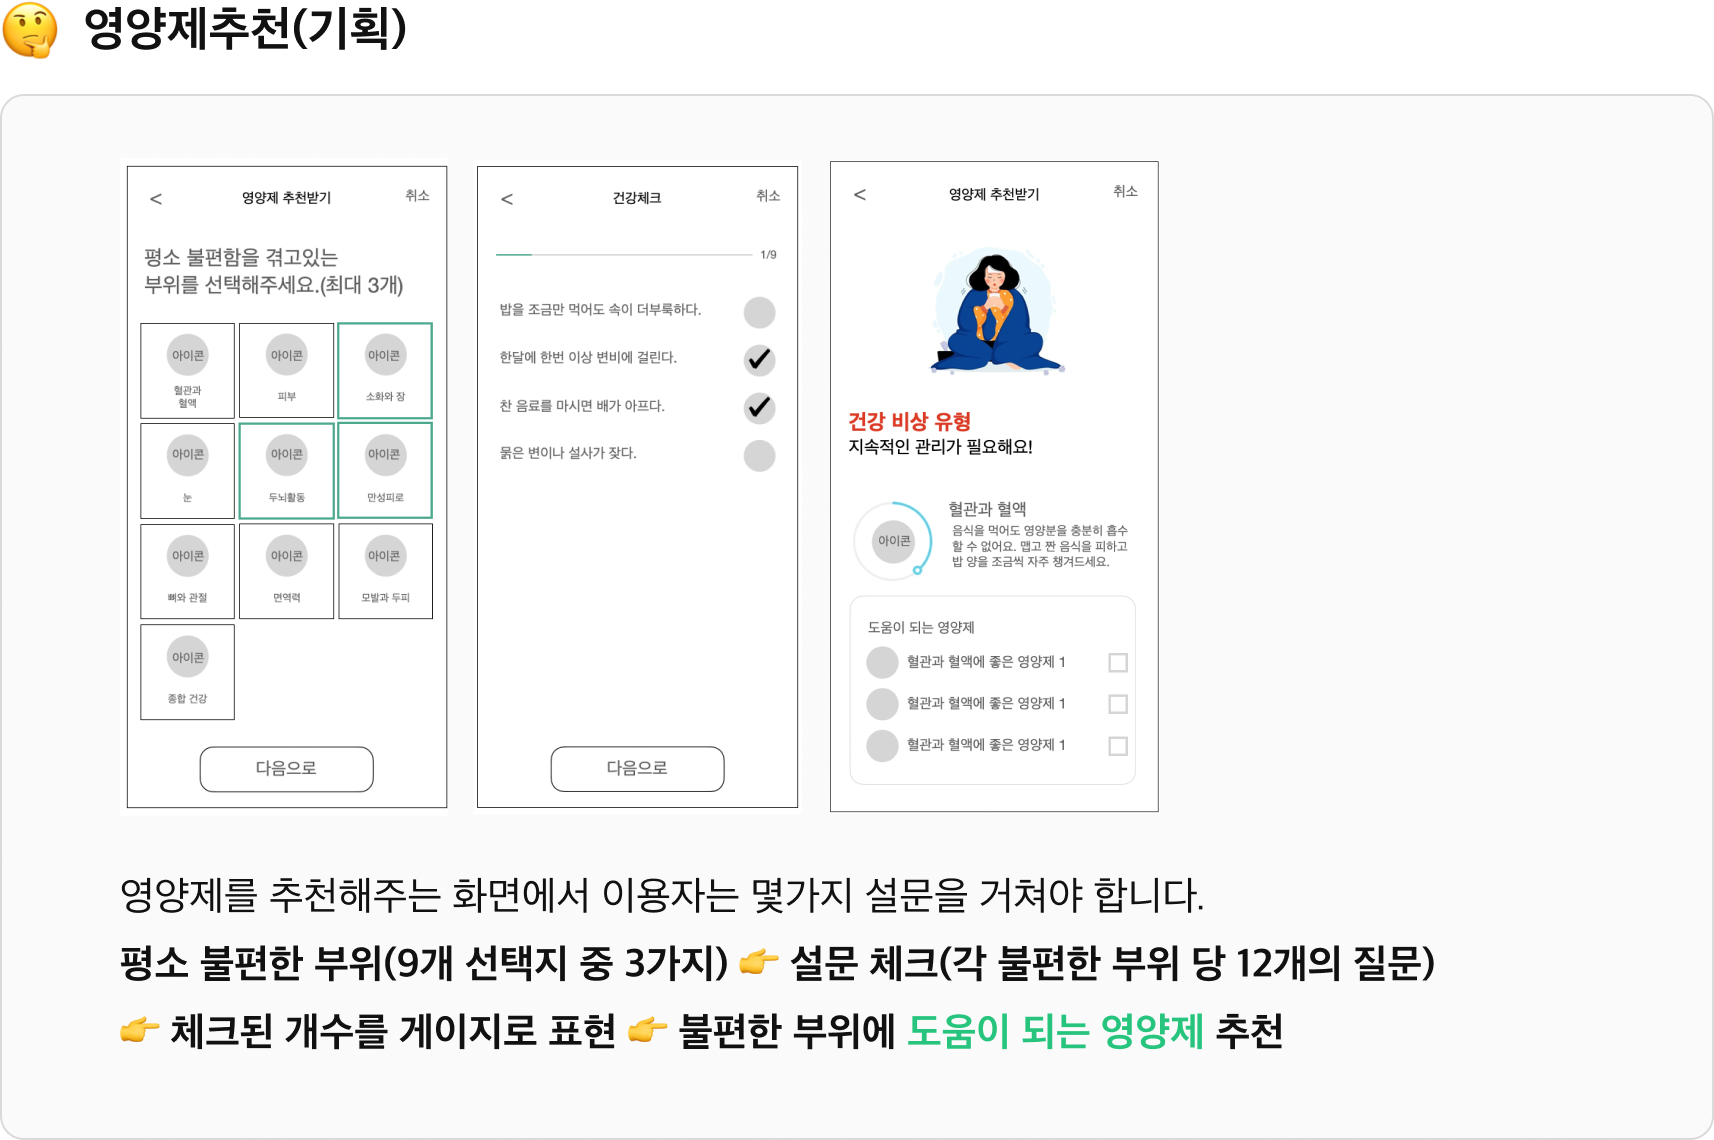 🤔 영양제추천(기획)
< 영양제 추천받기 취소
평소 불편함을 겪고있는
부위를 선택해주세요.(최대 3개)
아이콘 아이콘 아이콘
혈관과
혈액
피부 소화와 장
아이콘 아이콘 아이콘
눈 두뇌활동 만성피로
아이콘 아이콘 아이콘
뼈와 관절 면역력 모발과 두피
아이콘
종합 건강
다음으로
< 건강체크 취소
1/9
밥을 조금만 먹어도 속이 더부룩하다.
한달에 한번 이상 변비에 걸린다.
찬 음료를 마시면 배가 아프다.
묽은 변이나 설사가 잦다.
다음으로
< 영양제 추천받기 취소
건강 비상 유형
지속적인 관리가 필요해요!
아이콘
혈관과 혈액
음식을 먹어도 영양분을 충분히 흡수
할 수 없어요. 맵고 짠 음식을 피하고
밥 양을 조금씩 자주 챙겨드세요.
도움이 되는 영양제
혈관과 혈액에 좋은 영양제 1
혈관과 혈액에 좋은 영양제 1
혈관과 혈액에 좋은 영양제 1
영양제를 추천해주는 화면에서 이용자는 몇가지 설문을 거쳐야 합니다.
평소 불편한 부위(9개 선택지 중 3가지) 👉 설문 체크(각 불편한 부위 당 12개의 질문)
👉 체크된 개수를 게이지로 표현 👉 불편한 부위에 도움이 되는 영양제 추천